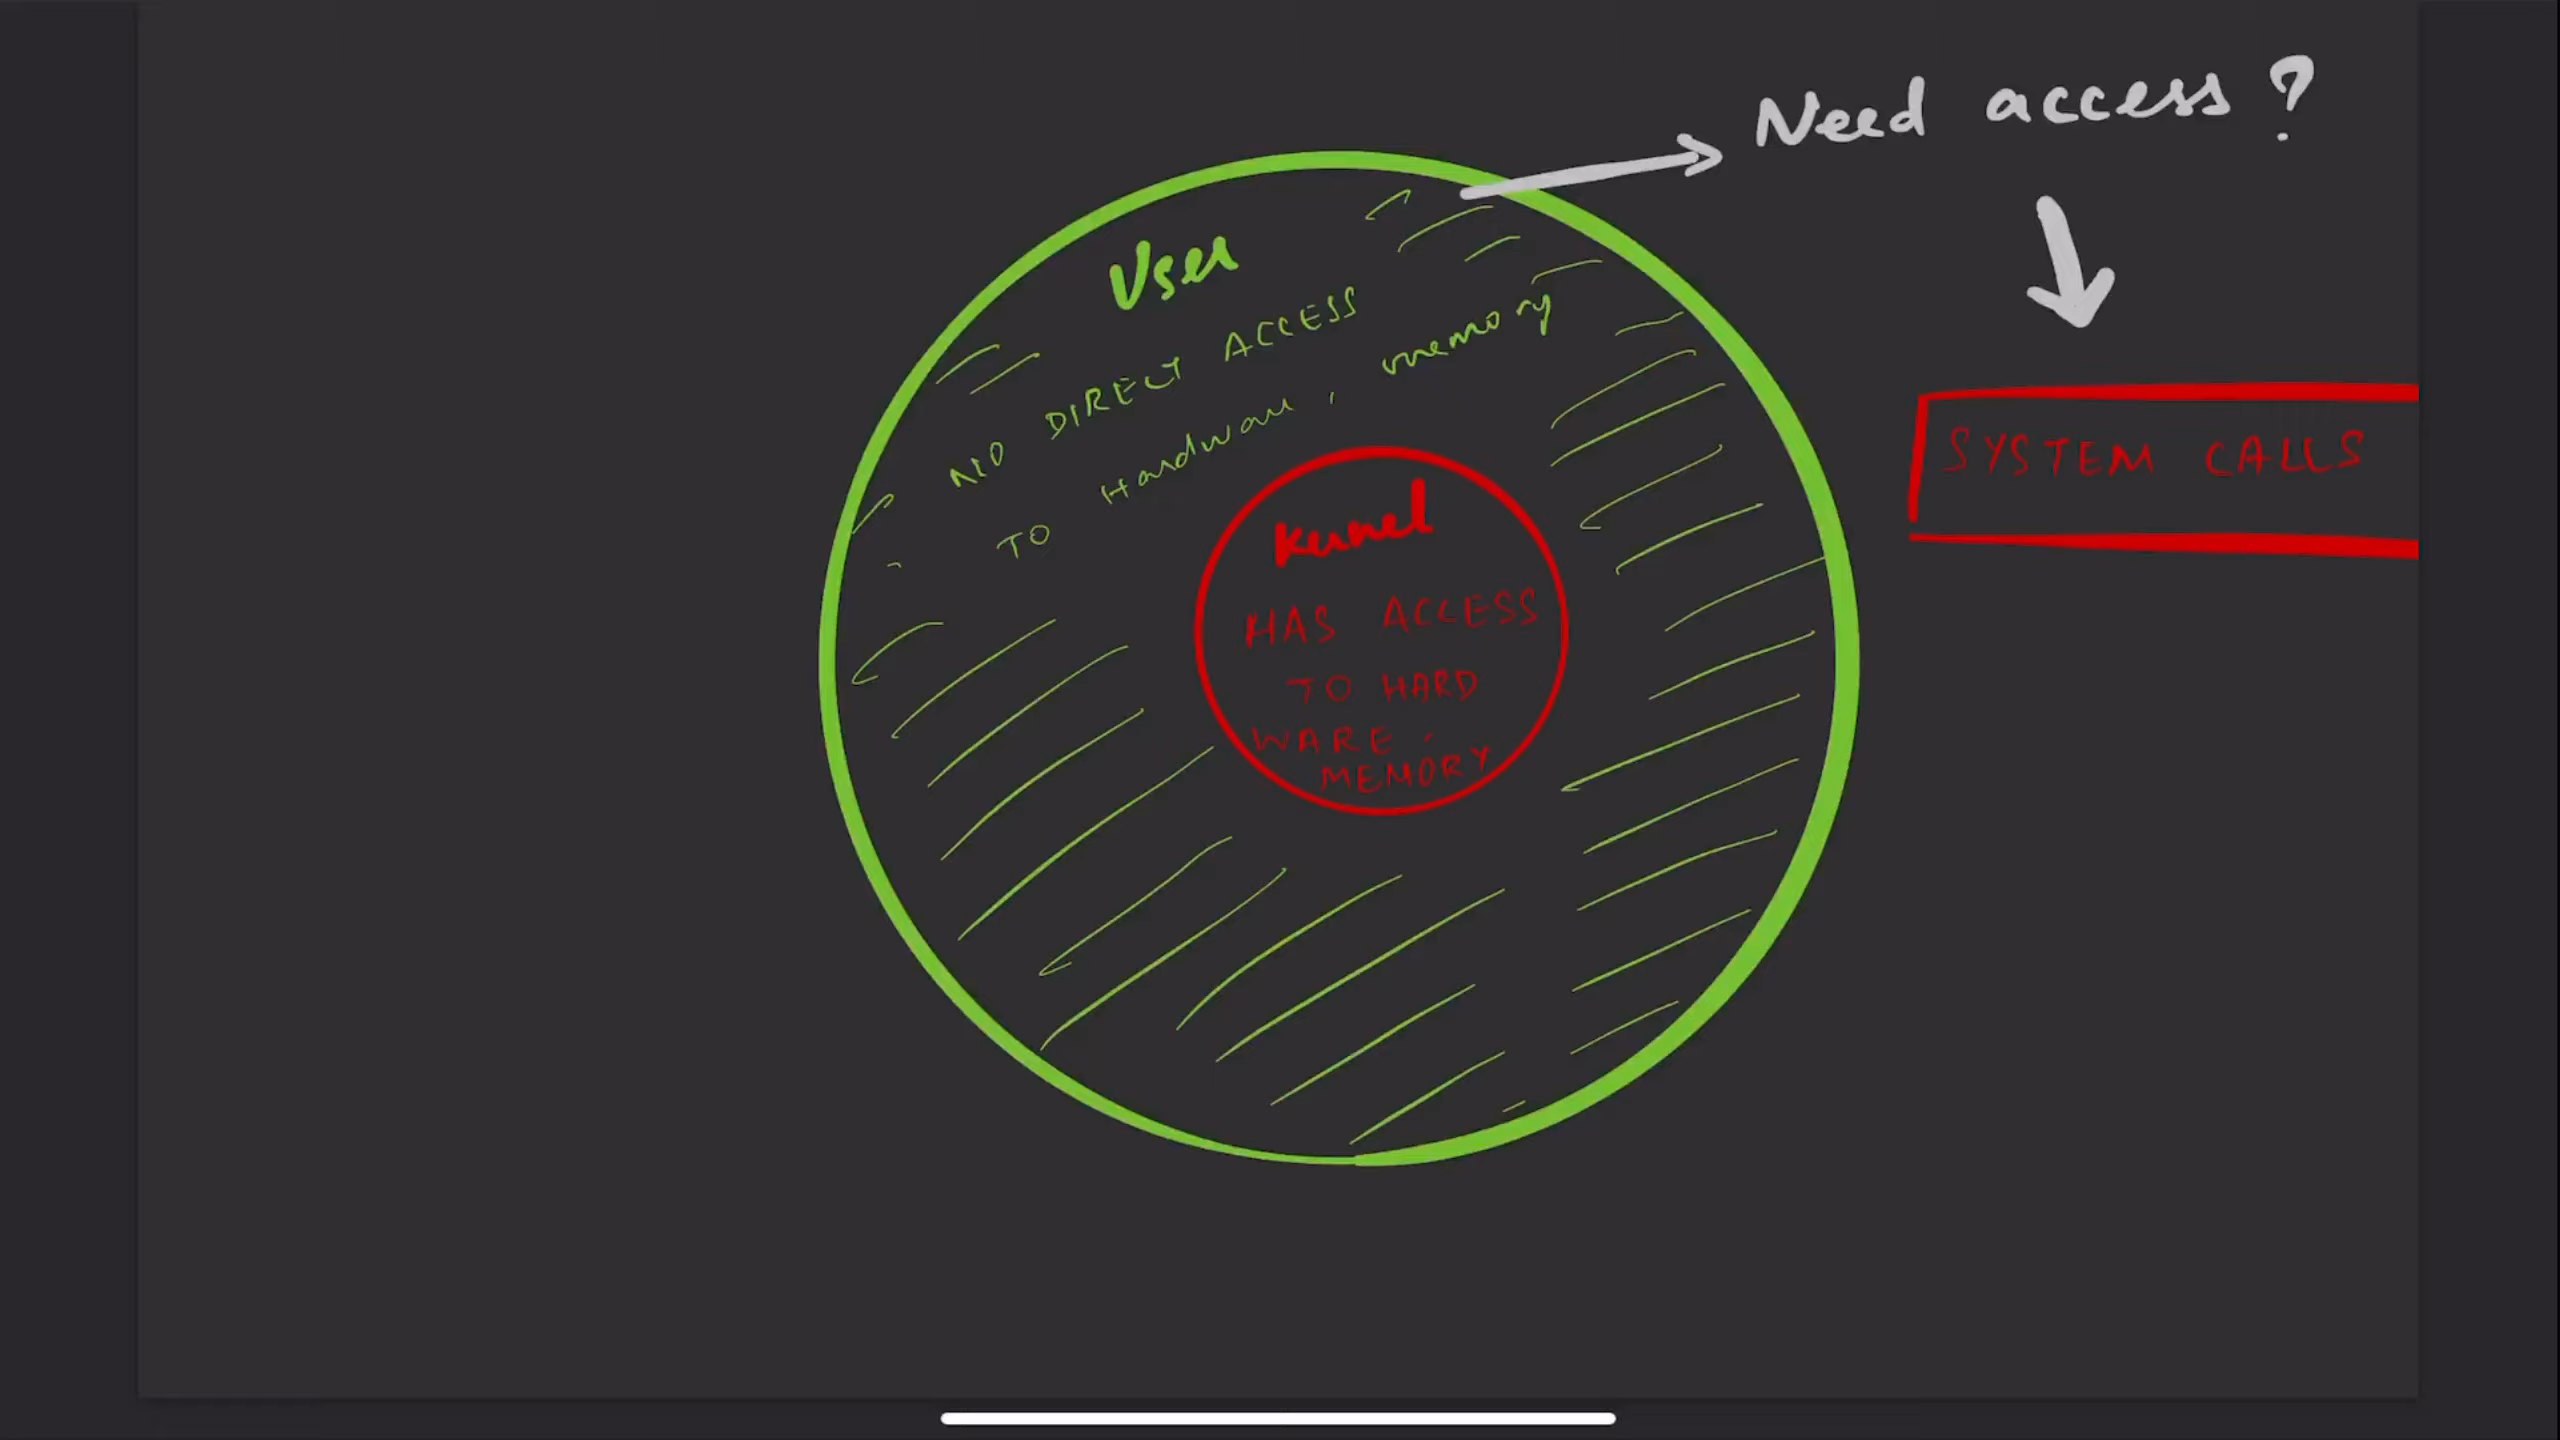 Need access ?
User
NO DIRECT ACCESS
TO Hardware , memory
SYSTEM CALLS
Kernel
HAS ACCESS
TO HARD
WARE ,
MEMORY